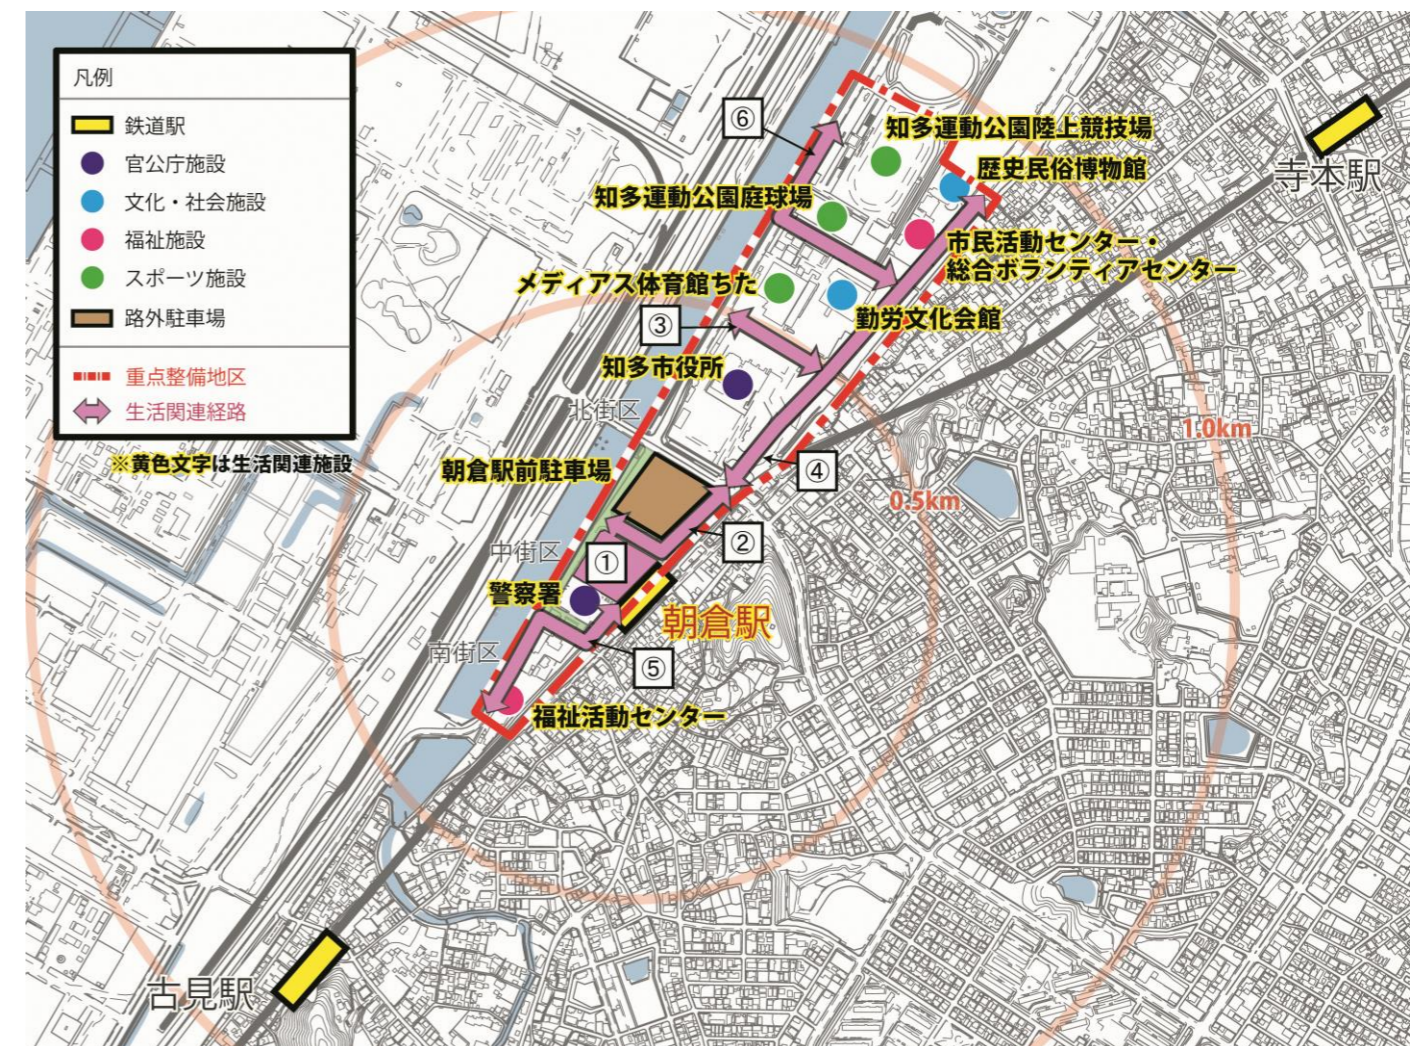 凡例
鉄道駅
官公庁施設
文化・社会施設
福祉施設
スポーツ施設
路外駐車場
重点整備地区
生活関連経路
※黄色文字は生活関連施設
⑥
知多運動公園陸上競技場
歴史民俗博物館
寺本駅
知多運動公園庭球場
市民活動センター・
総合ボランティアセンター
メディアス体育館ちた
③
勤労文化会館
知多市役所
北街区
1.0km
朝倉駅前駐車場
④
0.5km
②
中街区
①
警察署
朝倉駅
南街区
⑤
福祉活動センター
古見駅